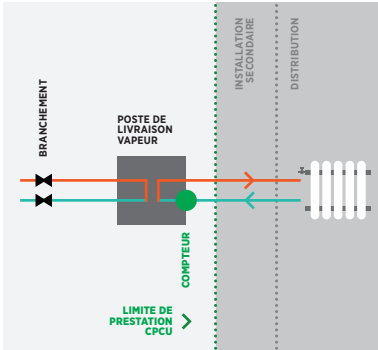 BRANCHEMENT
POSTE DE
LIVRAISON
VAPEUR
INSTALLATION
SECONDAIRE
DISTRIBUTION
COMPTEUR
LIMITE DE
PRESTATION
CPCU